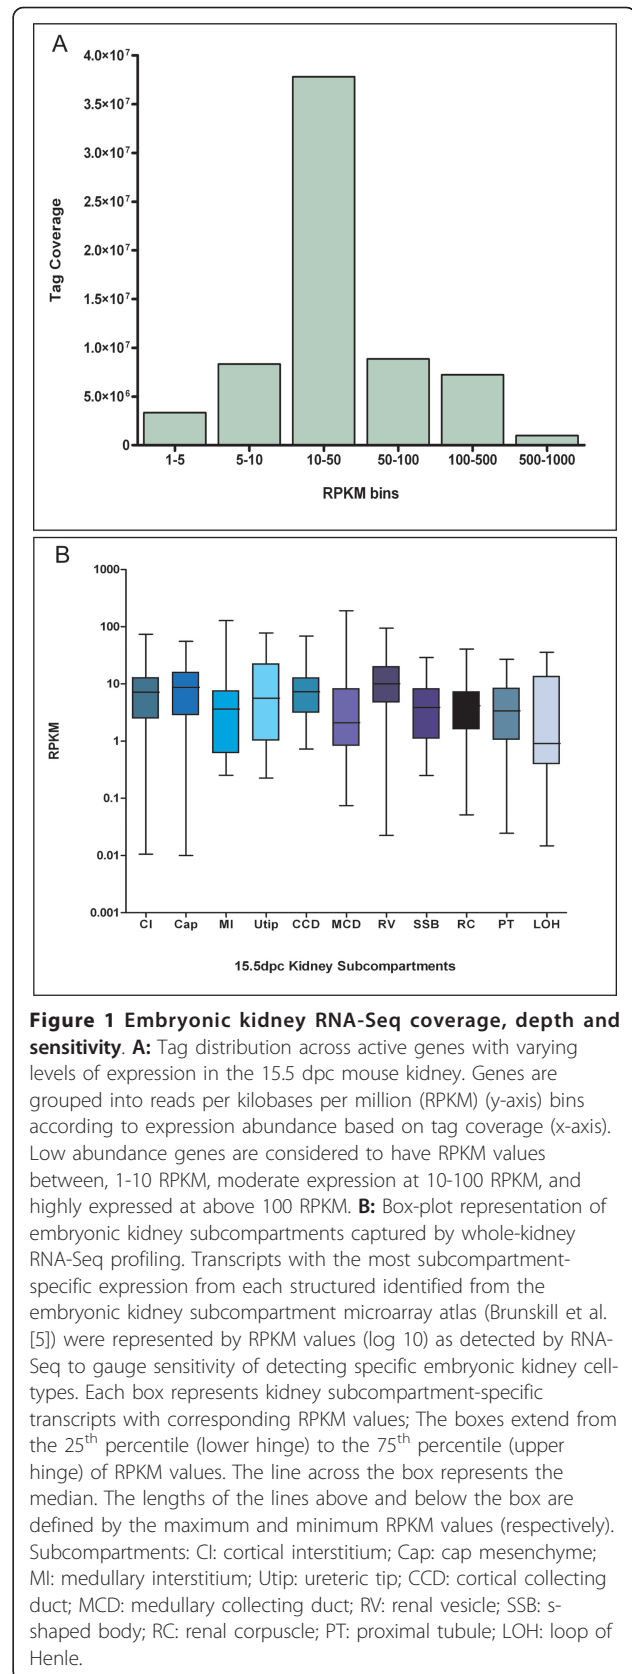 A
4.0×10⁷
3.5×10⁷
3.0×10⁷
2.5×10⁷
2.0×10⁷
1.5×10⁷
1.0×10⁷
5.0×10⁶
0
Tag Coverage
1-5 5-10 10-50 50-100 100-500 500-1000
RPKM bins
B
1000
100
10
1
0.1
0.01
0.001
RPKM
CI Cap MI Utip CCD MCD RV SSB RC PT LOH
15.5dpc Kidney Subcompartments
Figure 1 Embryonic kidney RNA-Seq coverage, depth and
sensitivity. A: Tag distribution across active genes with varying
levels of expression in the 15.5 dpc mouse kidney. Genes are
grouped into reads per kilobases per million (RPKM) (y-axis) bins
according to expression abundance based on tag coverage (x-axis).
Low abundance genes are considered to have RPKM values
between, 1-10 RPKM, moderate expression at 10-100 RPKM, and
highly expressed at above 100 RPKM. B: Box-plot representation of
embryonic kidney subcompartments captured by whole-kidney
RNA-Seq profiling. Transcripts with the most subcompartment-
specific expression from each structured identified from the
embryonic kidney subcompartment microarray atlas (Brunskill et al.
[5]) were represented by RPKM values (log 10) as detected by RNA-
Seq to gauge sensitivity of detecting specific embryonic kidney cell-
types. Each box represents kidney subcompartment-specific
transcripts with corresponding RPKM values; The boxes extend from
the 25th percentile (lower hinge) to the 75th percentile (upper
hinge) of RPKM values. The line across the box represents the
median. The lengths of the lines above and below the box are
defined by the maximum and minimum RPKM values (respectively).
Subcompartments: CI: cortical interstitium; Cap: cap mesenchyme;
MI: medullary interstitium; Utip: ureteric tip; CCD: cortical collecting
duct; MCD: medullary collecting duct; RV: renal vesicle; SSB: s-
shaped body; RC: renal corpuscle; PT: proximal tubule; LOH: loop of
Henle.